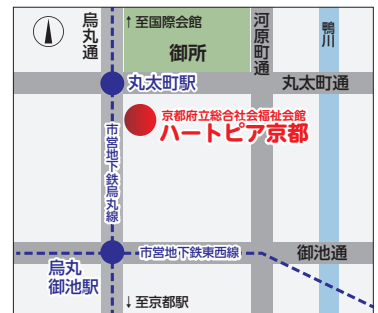 烏丸通
↑至国際会館
御所
河原町通
鴨川
丸太町駅
丸太町通
京都府立総合社会福祉会館
ハートピア京都
市営地下鉄烏丸線
市営地下鉄東西線
御池通
烏丸
御池駅
↓至京都駅